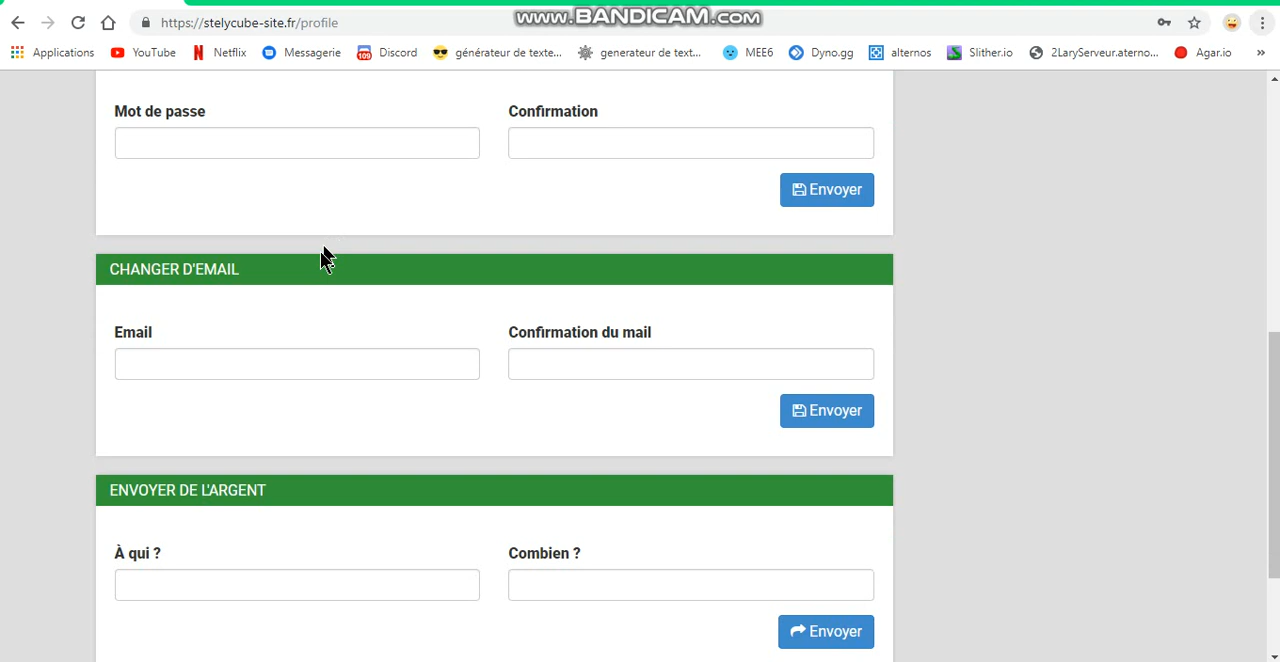 https://stelycube-site.fr/profile
www.BANDICAM.com
Applications YouTube Netflix Messagerie 109 Discord générateur de texte... generateur de text... MEE6 Dyno.gg alternos Slither.io 2LaryServeur.aterno... Agar.io »
Mot de passe Confirmation
Envoyer
CHANGER D'EMAIL
Email Confirmation du mail
Envoyer
ENVOYER DE L'ARGENT
À qui ? Combien ?
Envoyer